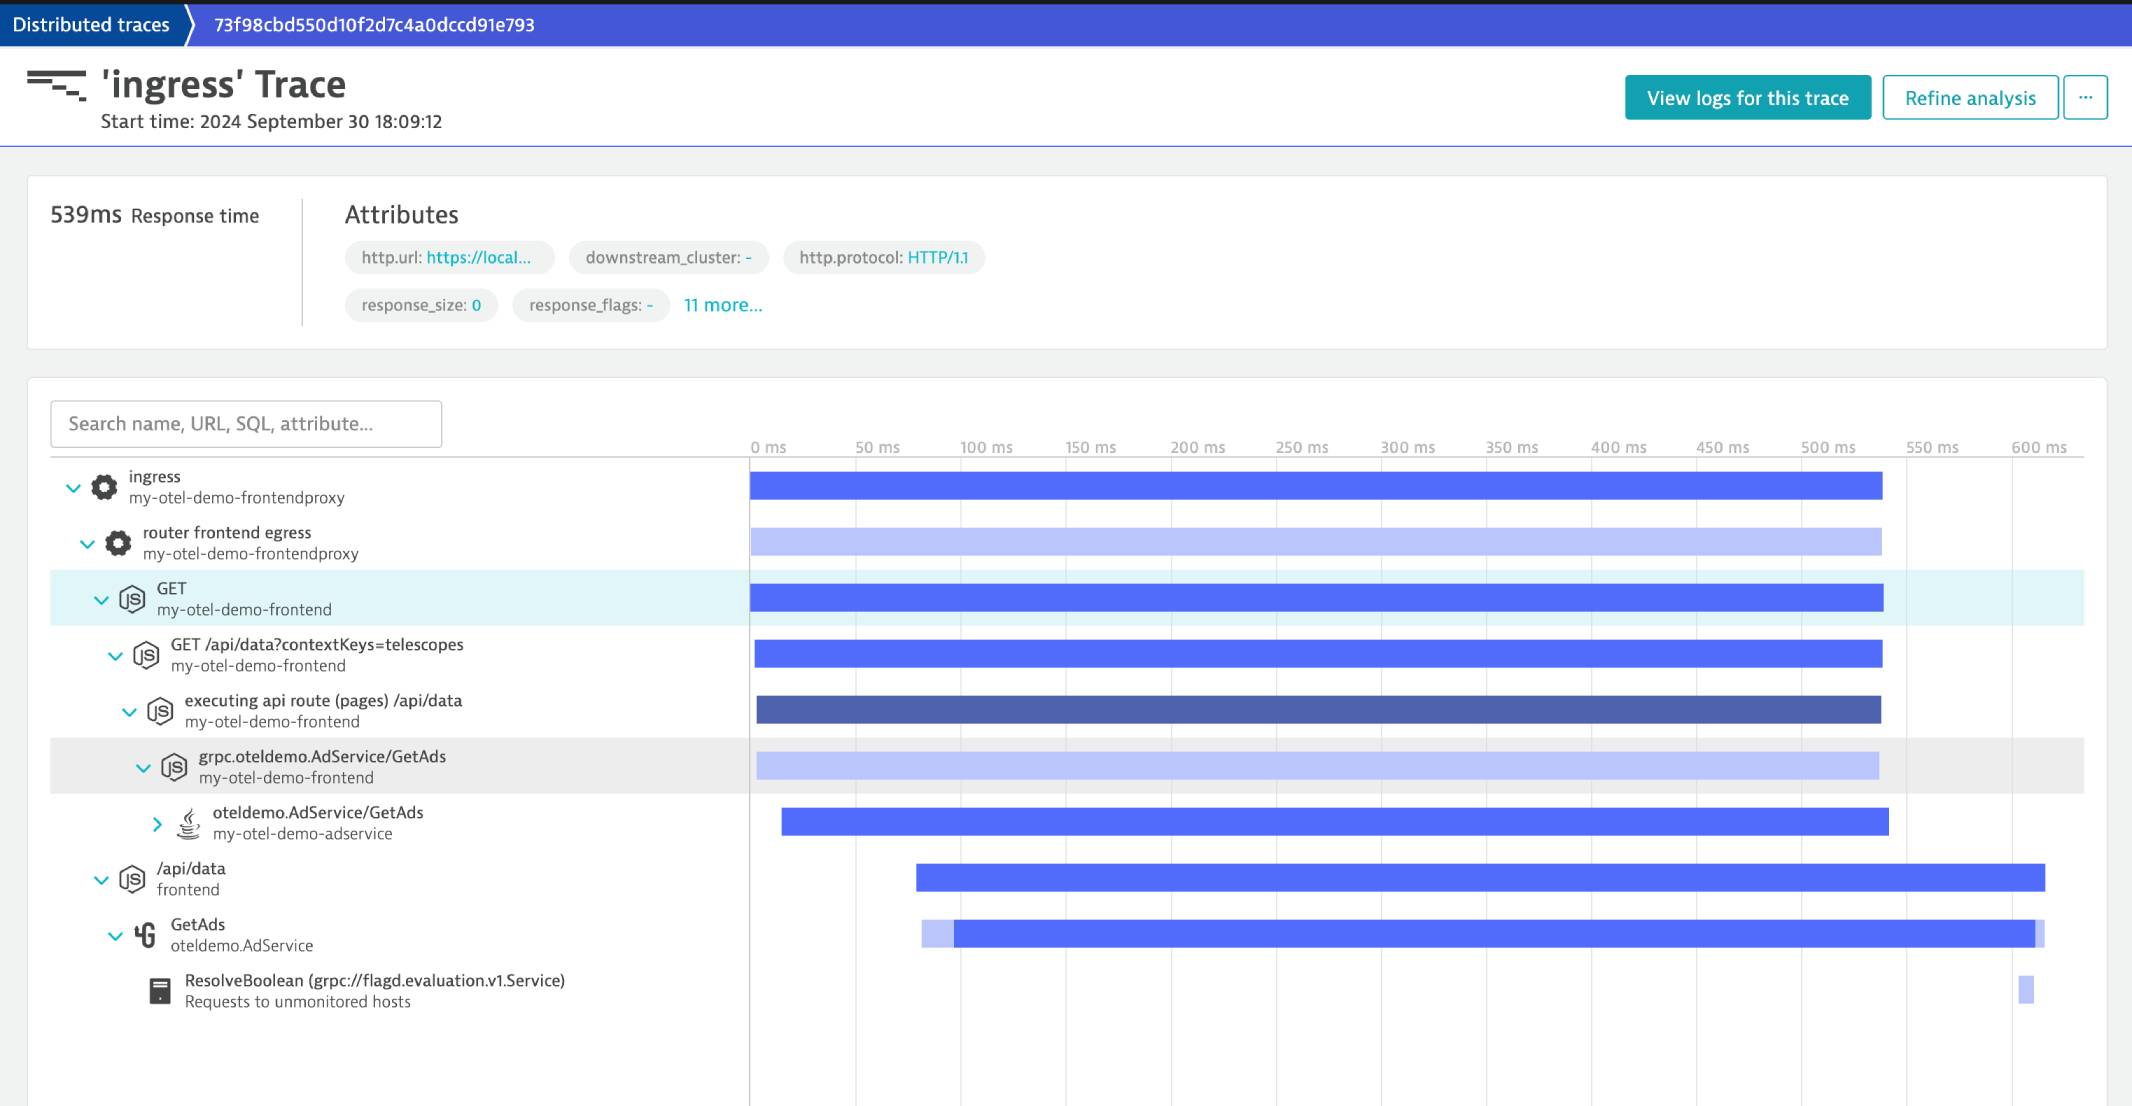 Distributed traces
73f98cbd550d10f2d7c4a0dccd91e793
'ingress' Trace
Start time: 2024 September 30 18:09:12
View logs for this trace
Refine analysis
...
539ms Response time
Attributes
http.url: https://local...
downstream_cluster: -
http.protocol: HTTP/1.1
response_size: 0
response_flags: -
11 more...
Search name, URL, SQL, attribute...
0 ms 50 ms 100 ms 150 ms 200 ms 250 ms 300 ms 350 ms 400 ms 450 ms 500 ms 550 ms 600 ms
ingress
my-otel-demo-frontendproxy
router frontend egress
my-otel-demo-frontendproxy
GET
my-otel-demo-frontend
GET /api/data?contextKeys=telescopes
my-otel-demo-frontend
executing api route (pages) /api/data
my-otel-demo-frontend
grpc.oteldemo.AdService/GetAds
my-otel-demo-frontend
oteldemo.AdService/GetAds
my-otel-demo-adservice
/api/data
frontend
GetAds
oteldemo.AdService
ResolveBoolean (grpc://flagd.evaluation.v1.Service)
Requests to unmonitored hosts